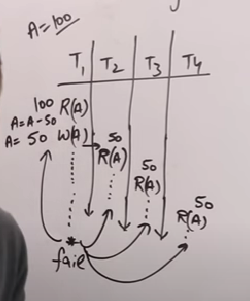 A=100
T1 T2 T3 T4
100 R(A)
A=A-50
A=50 W(A)
50
R(A)
50
R(A)
50
R(A)
fail